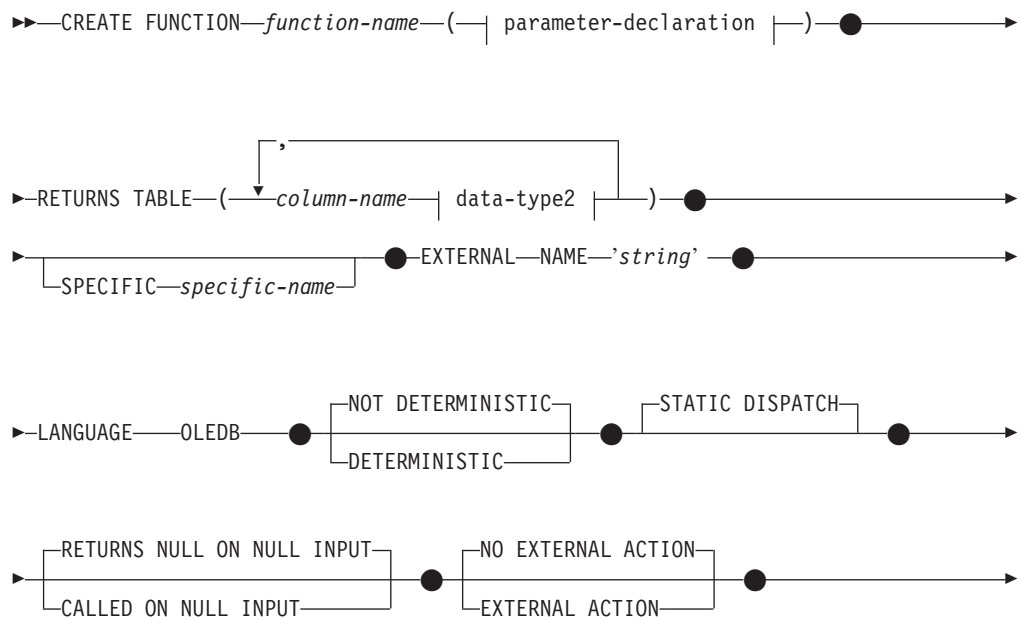 CREATE FUNCTION function-name ( parameter-declaration )
,
RETURNS TABLE ( column-name data-type2 )
SPECIFIC specific-name EXTERNAL NAME 'string'
NOT DETERMINISTIC STATIC DISPATCH
LANGUAGE OLEDB
DETERMINISTIC
RETURNS NULL ON NULL INPUT NO EXTERNAL ACTION
CALLED ON NULL INPUT EXTERNAL ACTION